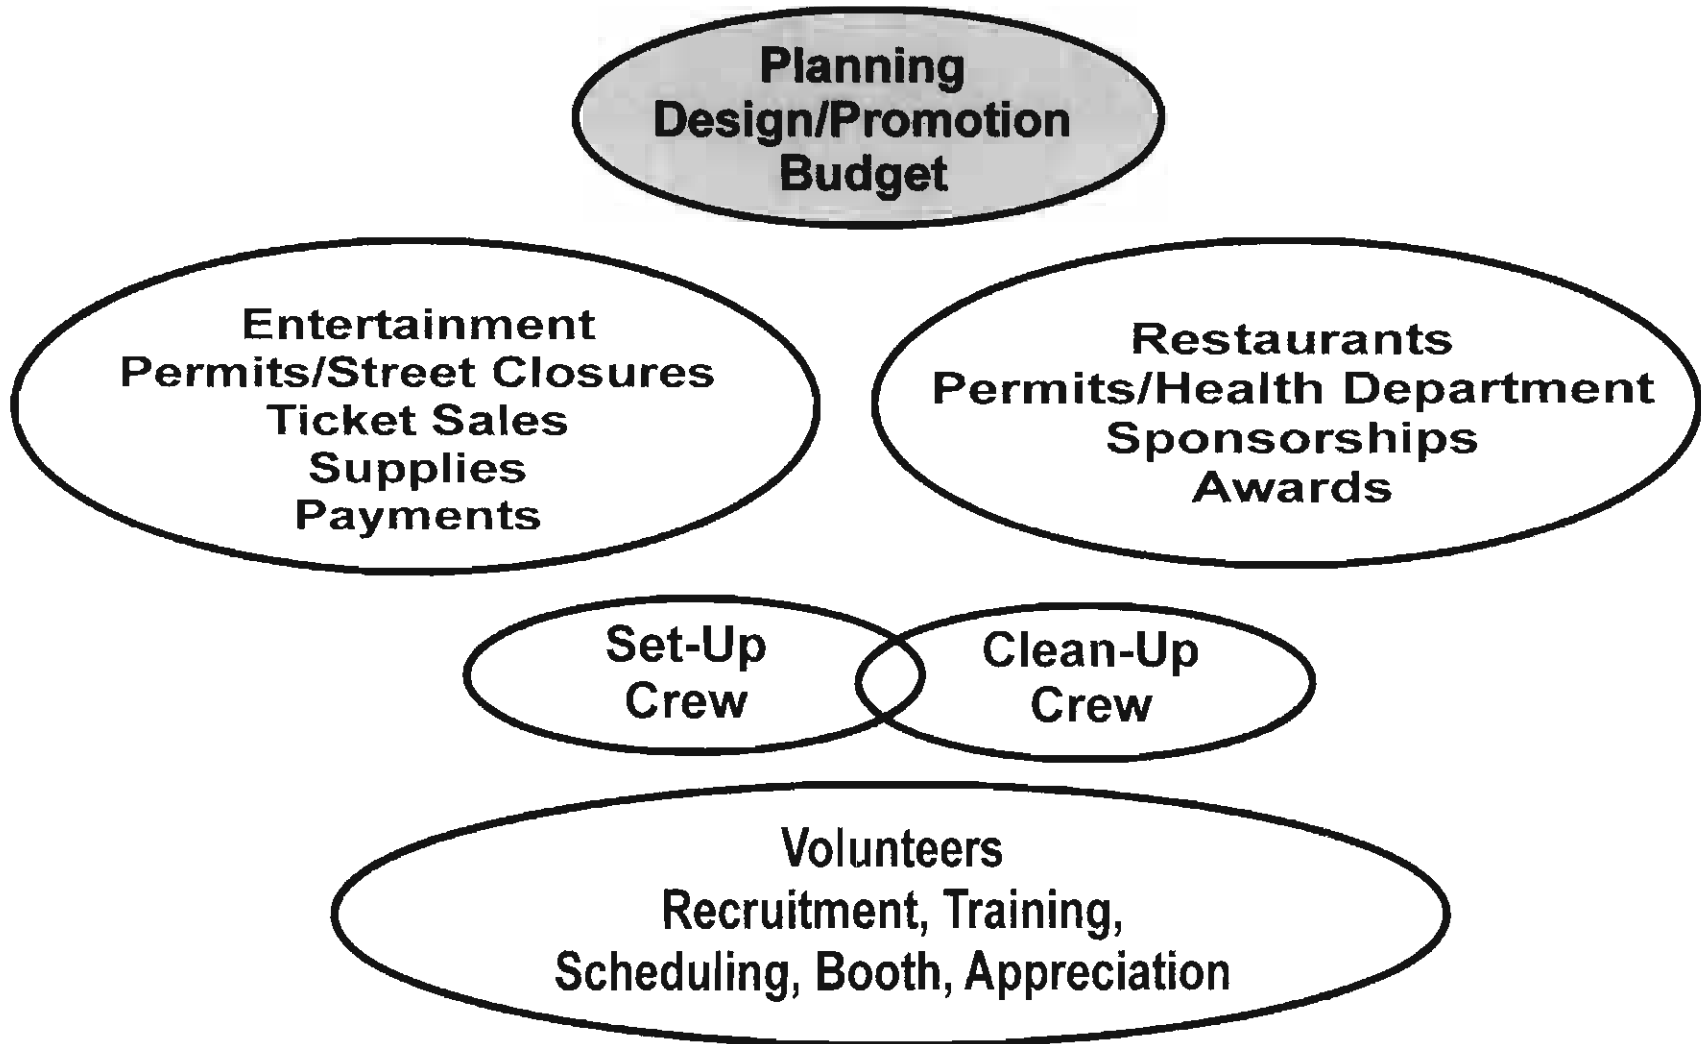 Planning
Design/Promotion
Budget
Entertainment
Permits/Street Closures
Ticket Sales
Supplies
Payments
Restaurants
Permits/Health Department
Sponsorships
Awards
Set-Up
Crew
Clean-Up
Crew
Volunteers
Recruitment, Training,
Scheduling, Booth, Appreciation